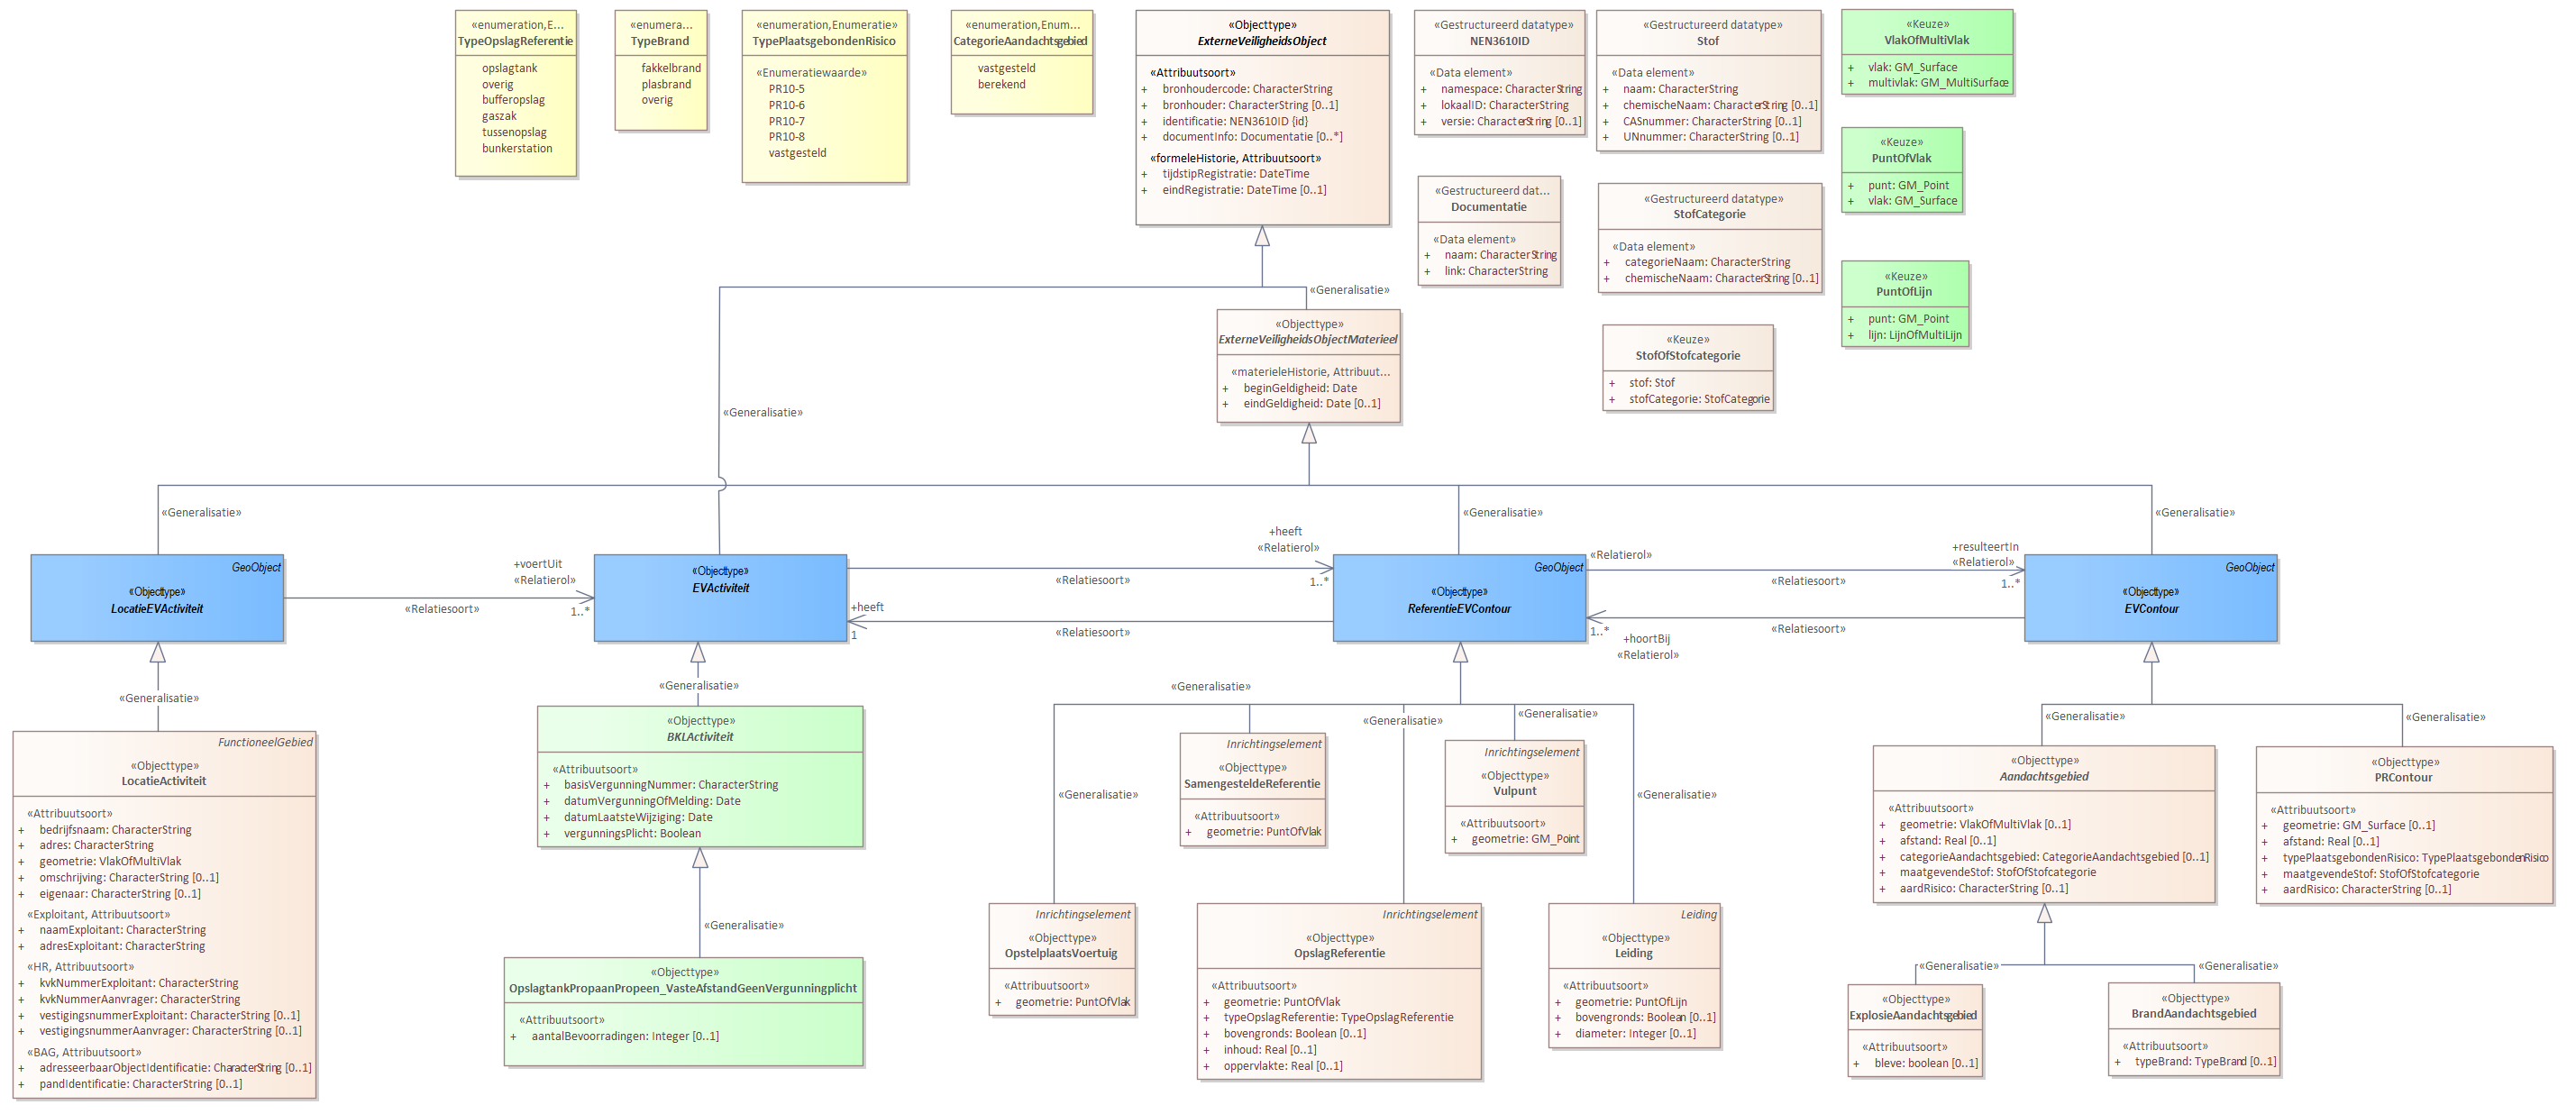 «enumeration,E...
TypeOpslagReferentie
opslagtank
overig
bufferopslag
gaszak
tussenopslag
bunkerstation
«enumera...
TypeBrand
fakkelbrand
plasbrand
overig
«enumeration,Enumeratie»
TypePlaatsgebondenRisico
«Enumeratiewaarde»
PR10-5
PR10-6
PR10-7
PR10-8
vastgesteld
«enumeration,Enum...
CategorieAandachtsgebied
vastgesteld
berekend
«Objecttype»
ExterneVeiligheidsObject
«Attribuutsoort»
+ bronhoudercode: CharacterString
+ bronhouder: CharacterString [0..1]
+ identificatie: NEN3610ID {id}
+ documentInfo: Documentatie [0..*]
«formeleHistorie, Attribuutsoort»
+ tijdstipRegistratie: DateTime
+ eindRegistratie: DateTime [0..1]
«Gestructureerd datatype»
NEN3610ID
«Data element»
+ namespace: CharacterString
+ lokaalID: CharacterString
+ versie: CharacterString [0..1]
«Gestructureerd datatype»
Stof
«Data element»
+ naam: CharacterString
+ chemischeNaam: CharacterString [0..1]
+ CASnummer: CharacterString [0..1]
+ UNnummer: CharacterString [0..1]
«Keuze»
VlakOfMultiVlak
+ vlak: GM_Surface
+ multivlak: GM_MultiSurface
«Keuze»
PuntOfVlak
+ punt: GM_Point
+ vlak: GM_Surface
«Gestructureerd dat...
Documentatie
«Data element»
+ naam: CharacterString
+ link: CharacterString
«Gestructureerd datatype»
StofCategorie
«Data element»
+ categorieNaam: CharacterString
+ chemischeNaam: CharacterString [0..1]
«Keuze»
PuntOfLijn
+ punt: GM_Point
+ lijn: LijnOfMultiLijn
«Keuze»
StofOfStofcategorie
+ stof: Stof
+ stofCategorie: StofCategorie
«Generalisatie»
«Objecttype»
ExterneVeiligheidsObjectMaterieel
«materieleHistorie, Attribuut...
+ beginGeldigheid: Date
+ eindGeldigheid: Date [0..1]
«Generalisatie»
«Generalisatie»
«Generalisatie»
«Generalisatie»
GeoObject
«Objecttype»
LocatieEVActiviteit
+voertUit
«Relatierol»
1..*
«Relatiesoort»
«Objecttype»
EVActiviteit
+heeft
«Relatierol»
1..*
«Relatiesoort»
+heeft
1
«Relatiesoort»
GeoObject
«Objecttype»
ReferentieEVContour
«Relatierol»
+resulteertIn
«Relatierol»
1..*
«Relatiesoort»
1..*
+hoortBij
«Relatierol»
«Relatiesoort»
GeoObject
«Objecttype»
EVContour
«Generalisatie»
«Generalisatie»
«Generalisatie»
«Generalisatie»
«Generalisatie»
«Generalisatie»
«Generalisatie»
«Generalisatie»
«Generalisatie»
FunctioneelGebied
«Objecttype»
LocatieActiviteit
«Attribuutsoort»
+ bedrijfsnaam: CharacterString
+ adres: CharacterString
+ geometrie: VlakOfMultiVlak
+ omschrijving: CharacterString [0..1]
+ eigenaar: CharacterString [0..1]
«Exploitant, Attribuutsoort»
+ naamExploitant: CharacterString
+ adresExploitant: CharacterString
«HR, Attribuutsoort»
+ kvkNummerExploitant: CharacterString
+ kvkNummerAanvrager: CharacterString
+ vestigingsnummerExploitant: CharacterString [0..1]
+ vestigingsnummerAanvrager: CharacterString [0..1]
«BAG, Attribuutsoort»
+ adresseerbaarObjectIdentificatie: CharacterString [0..1]
+ pandIdentificatie: CharacterString [0..1]
«Objecttype»
BKLActiviteit
«Attribuutsoort»
+ basisVergunningNummer: CharacterString
+ datumVergunningOfMelding: Date
+ datumLaatsteWijziging: Date
+ vergunningsPlicht: Boolean
«Generalisatie»
«Objecttype»
OpslagtankPropaanPropeen_VasteAfstandGeenVergunningplicht
«Attribuutsoort»
+ aantalBevoorradingen: Integer [0..1]
Inrichtingselement
«Objecttype»
SamengesteldeReferentie
«Attribuutsoort»
+ geometrie: PuntOfVlak
Inrichtingselement
«Objecttype»
Vulpunt
«Attribuutsoort»
+ geometrie: GM_Point
Inrichtingselement
«Objecttype»
OpstelplaatsVoertuig
«Attribuutsoort»
+ geometrie: PuntOfVlak
Inrichtingselement
«Objecttype»
OpslagReferentie
«Attribuutsoort»
+ geometrie: PuntOfVlak
+ typeOpslagReferentie: TypeOpslagReferentie
+ bovengronds: Boolean [0..1]
+ inhoud: Real [0..1]
+ oppervlakte: Real [0..1]
Leiding
«Objecttype»
Leiding
«Attribuutsoort»
+ geometrie: PuntOfLijn
+ bovengronds: Boolean [0..1]
+ diameter: Integer [0..1]
«Objecttype»
Aandachtsgebied
«Attribuutsoort»
+ geometrie: VlakOfMultiVlak [0..1]
+ afstand: Real [0..1]
+ categorieAandachtsgebied: CategorieAandachtsgebied [0..1]
+ maatgevendeStof: StofOfStofcategorie
+ aardRisico: CharacterString [0..1]
«Objecttype»
PRContour
«Attribuutsoort»
+ geometrie: GM_Surface [0..1]
+ afstand: Real [0..1]
+ typePlaatsgebondenRisico: TypePlaatsgebondenRisico
+ maatgevendeStof: StofOfStofcategorie
+ aardRisico: CharacterString [0..1]
«Generalisatie»
«Generalisatie»
«Objecttype»
ExplosieAandachtsgebied
«Attribuutsoort»
+ bleve: boolean [0..1]
«Objecttype»
BrandAandachtsgebied
«Attribuutsoort»
+ typeBrand: TypeBrand [0..1]